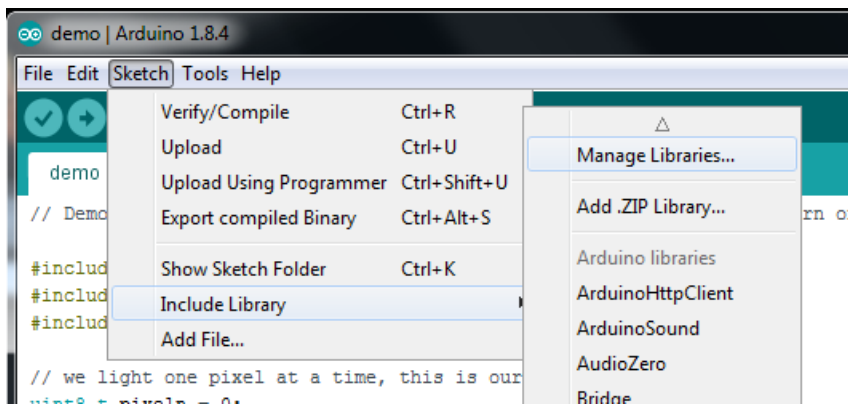 demo | Arduino 1.8.4
File Edit Sketch Tools Help
Verify/Compile Ctrl+R
Upload Ctrl+U
Upload Using Programmer Ctrl+Shift+U
Export compiled Binary Ctrl+Alt+S
Show Sketch Folder Ctrl+K
Include Library
Add File...
Manage Libraries...
Add .ZIP Library...
Arduino libraries
ArduinoHttpClient
ArduinoSound
AudioZero
Bridge
demo
// Demo
#includ
#includ
#includ
// we light one pixel at a time, this is our
uint8_t pixeln = 0;